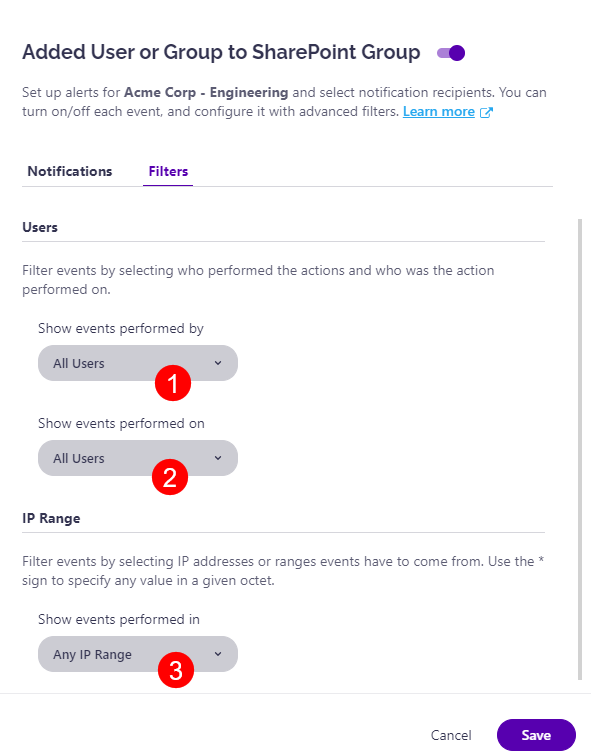 Added User or Group to SharePoint Group
Set up alerts for Acme Corp - Engineering and select notification recipients. You can
turn on/off each event, and configure it with advanced filters. Learn more
Notifications Filters
Users
Filter events by selecting who performed the actions and who was the action
performed on.
Show events performed by
All Users
1
Show events performed on
All Users
2
IP Range
Filter events by selecting IP addresses or ranges events have to come from. Use the *
sign to specify any value in a given octet.
Show events performed in
Any IP Range
3
Cancel Save